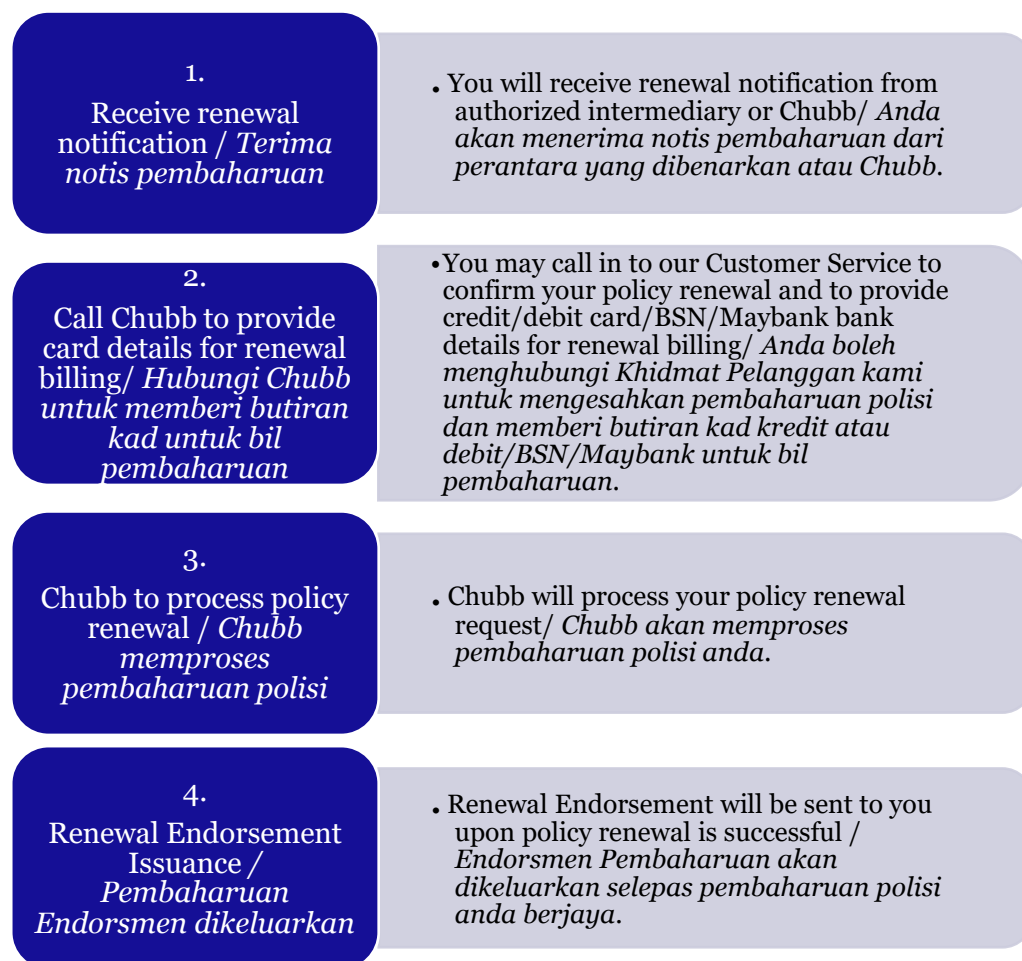 1.
Receive renewal
notification / Terima
notis pembaharuan
• You will receive renewal notification from
authorized intermediary or Chubb/ Anda
akan menerima notis pembaharuan dari
perantara yang dibenarkan atau Chubb.
2.
Call Chubb to provide
card details for renewal
billing/ Hubungi Chubb
untuk memberi butiran
kad untuk bil
pembaharuan
•You may call in to our Customer Service to
confirm your policy renewal and to provide
credit/debit card/BSN/Maybank bank
details for renewal billing/ Anda boleh
menghubungi Khidmat Pelanggan kami
untuk mengesahkan pembaharuan polisi
dan memberi butiran kad kredit atau
debit/BSN/Maybank untuk bil
pembaharuan.
3.
Chubb to process policy
renewal / Chubb
memproses
pembaharuan polisi
• Chubb will process your policy renewal
request/ Chubb akan memproses
pembaharuan polisi anda.
4.
Renewal Endorsement
Issuance /
Pembaharuan
Endorsmen dikeluarkan
• Renewal Endorsement will be sent to you
upon policy renewal is successful /
Endorsmen Pembaharuan akan
dikeluarkan selepas pembaharuan polisi
anda berjaya.